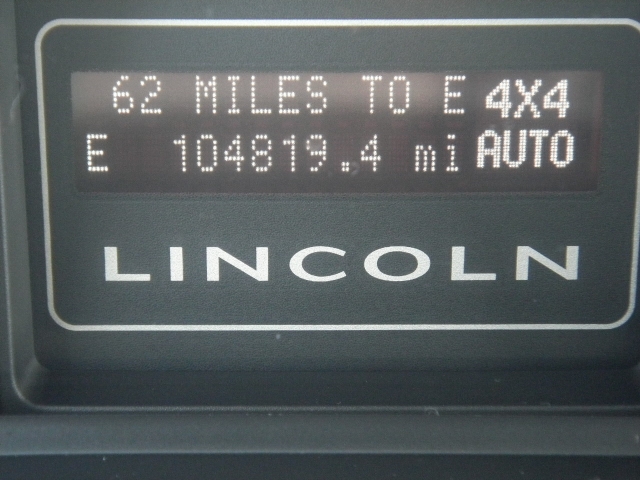 62 MILES TO E 4X4
E 104819.4 mi AUTO
LINCOLN